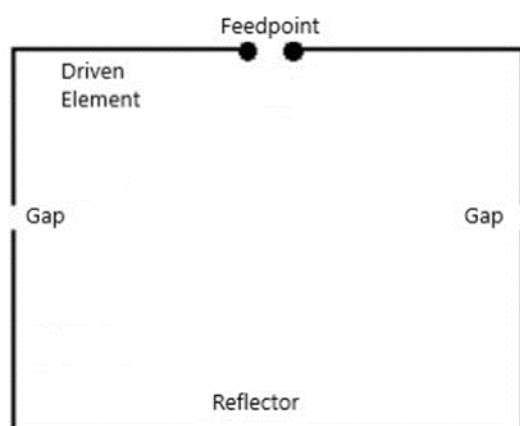 Feedpoint
Driven
Element
Gap
Gap
Reflector